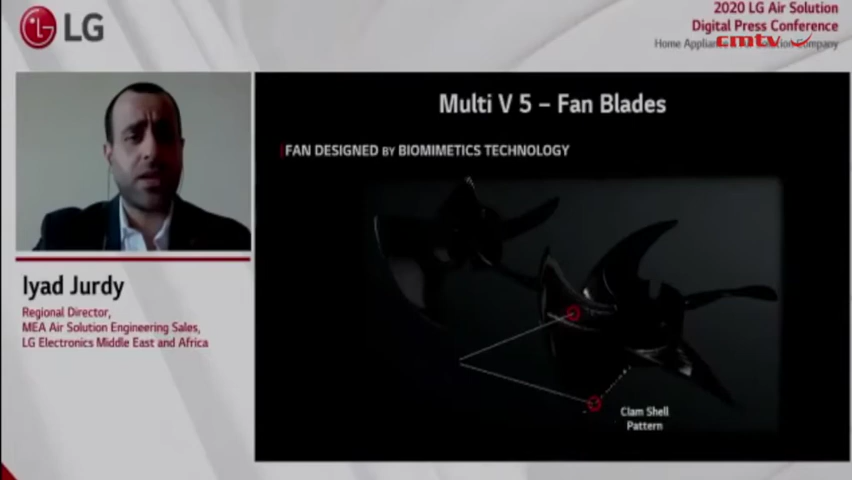 LG
2020 LG Air Solution
Digital Press Conference
cmtv
Multi V 5 – Fan Blades
FAN DESIGNED BY BIOMIMETICS TECHNOLOGY
Iyad Jurdy
Regional Director,
MEA Air Solution Engineering Sales,
LG Electronics Middle East and Africa
Clam Shell
Pattern
Home Company